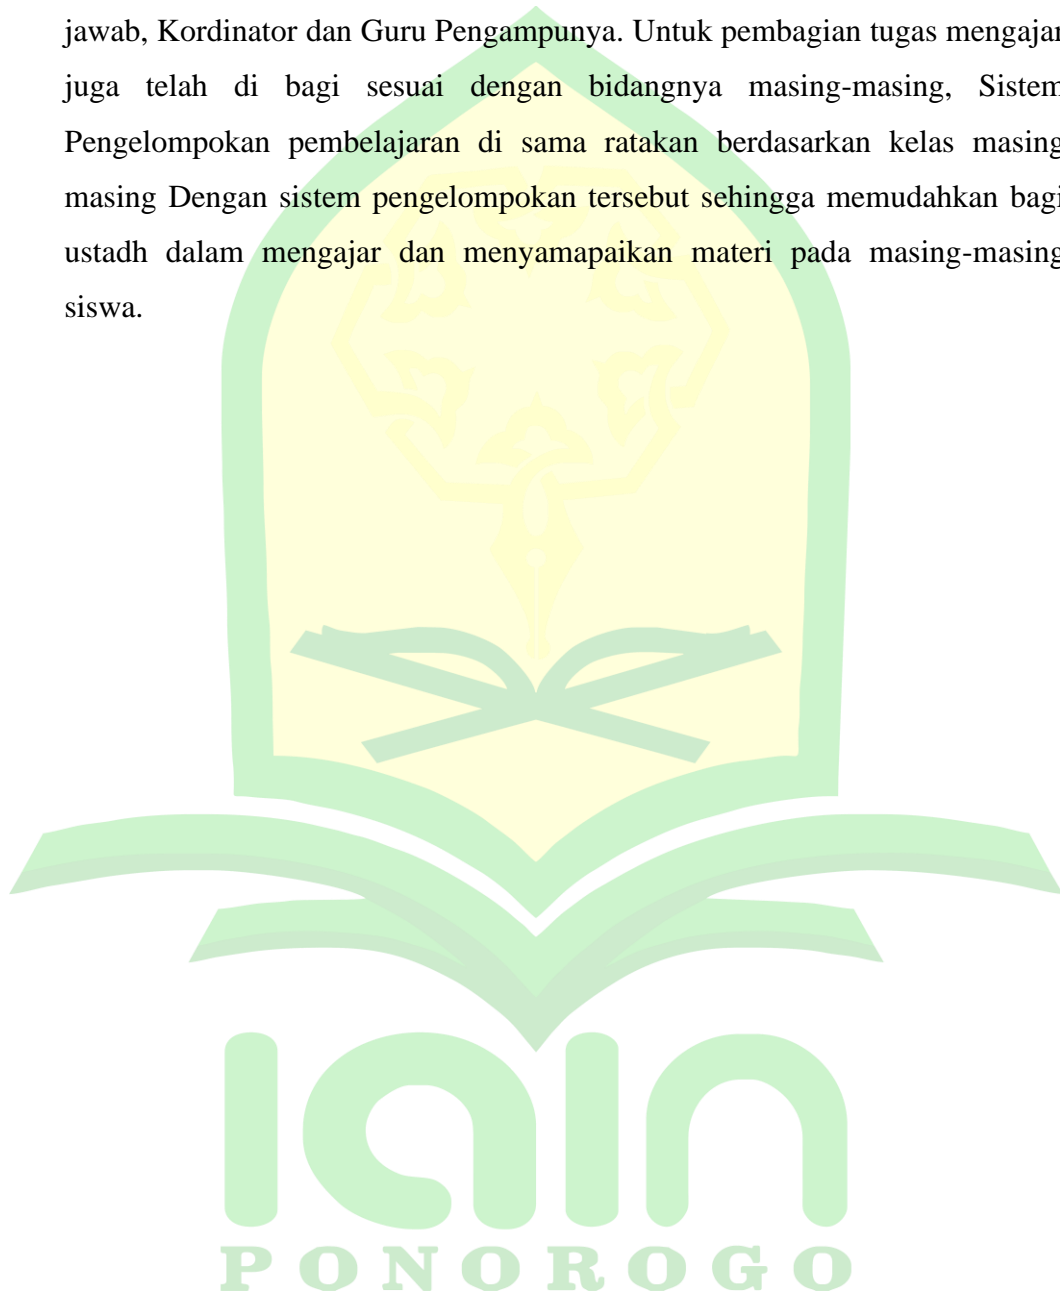 jawab, Kordinator dan Guru Pengampunya. Untuk pembagian tugas mengajar
juga telah di bagi sesuai dengan bidangnya masing-masing, Sistem
Pengelompokan pembelajaran di sama ratakan berdasarkan kelas masing
masing Dengan sistem pengelompokan tersebut sehingga memudahkan bagi
ustadh dalam mengajar dan menyamapaikan materi pada masing-masing
siswa.
IAIN
PONOROGO